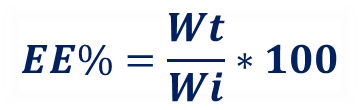 EE% = Wt/Wi * 100